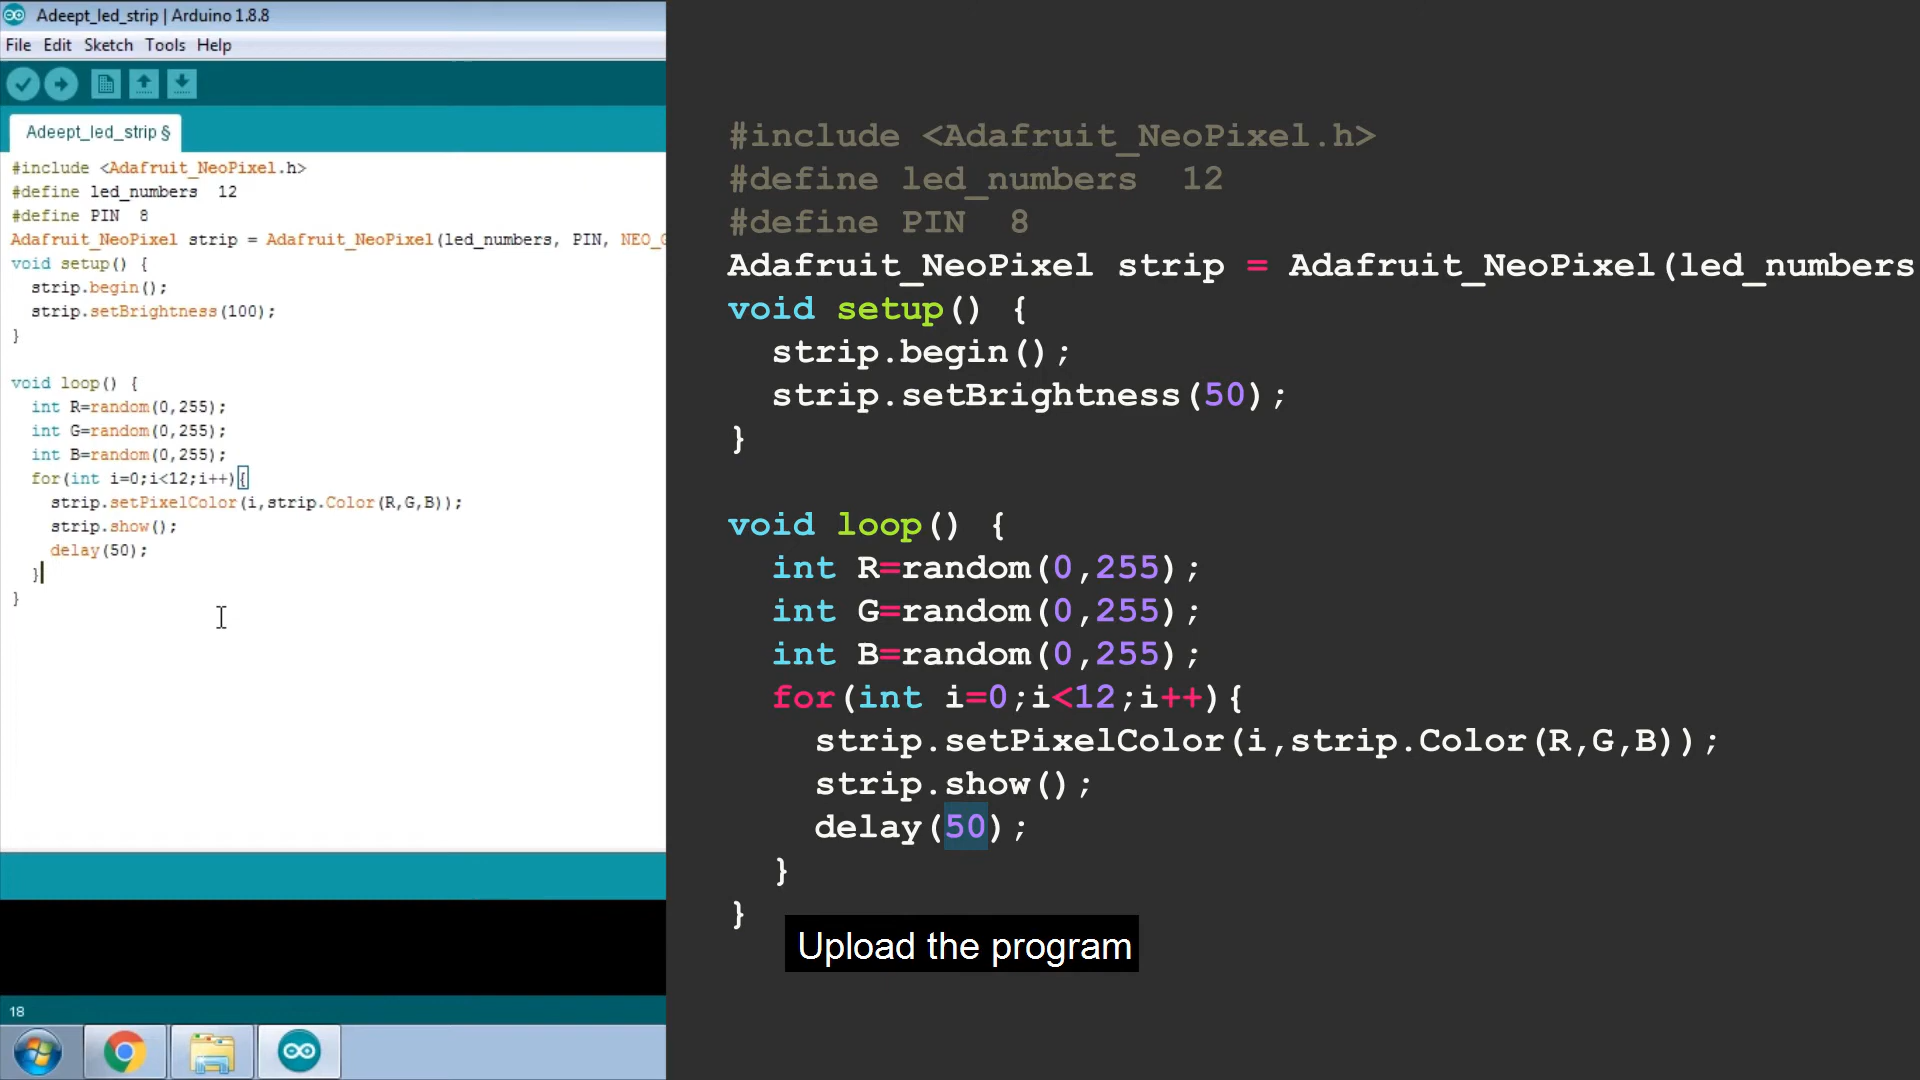 Adeept_led_strip | Arduino 1.8.8
File Edit Sketch Tools Help
Adeept_led_strip §
#include <Adafruit_NeoPixel.h>
#define led_numbers  12
#define PIN  8
Adafruit_NeoPixel strip = Adafruit_NeoPixel(led_numbers, PIN, NEO_G
void setup() {
  strip.begin();
  strip.setBrightness(100);
}
void loop() {
  int R=random(0,255);
  int G=random(0,255);
  int B=random(0,255);
  for(int i=0;i<12;i++){
    strip.setPixelColor(i,strip.Color(R,G,B));
    strip.show();
    delay(50);
  }
}
18
#include <Adafruit_NeoPixel.h>
#define led_numbers  12
#define PIN  8
Adafruit_NeoPixel strip = Adafruit_NeoPixel(led_numbers
void setup() {
  strip.begin();
  strip.setBrightness(50);
}
void loop() {
  int R=random(0,255);
  int G=random(0,255);
  int B=random(0,255);
  for(int i=0;i<12;i++){
    strip.setPixelColor(i,strip.Color(R,G,B));
    strip.show();
    delay(50);
  }
}
Upload the program